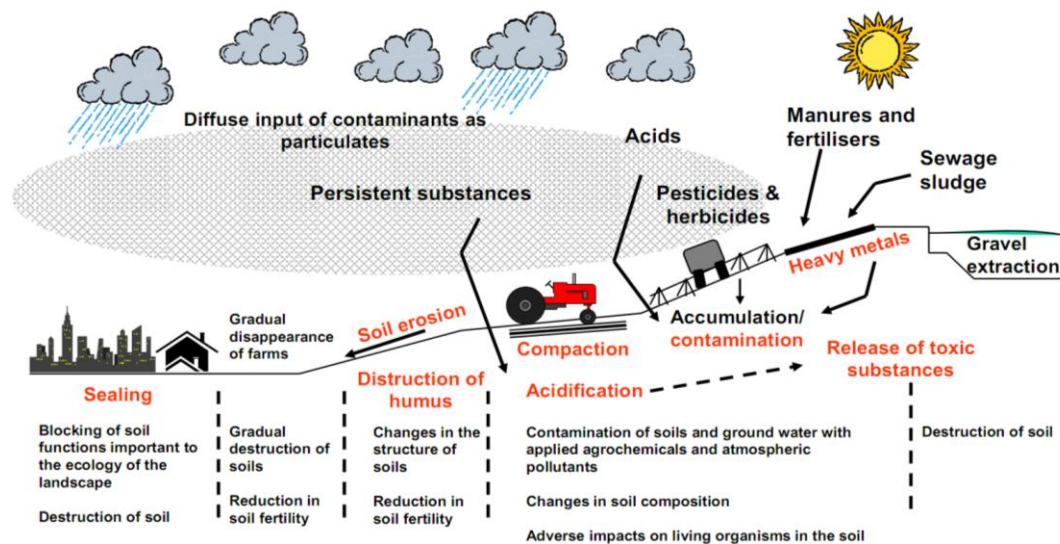 Diffuse input of contaminants as
particulates
Acids
Manures and
fertilisers
Sewage
sludge
Persistent substances
Pesticides &
herbicides
Heavy metals
Gravel
extraction
Gradual
disappearance
of farms
Soil erosion
Compaction
Accumulation/
contamination
Release of toxic
substances
Sealing
Distruction of
humus
Acidification
Blocking of soil
functions important to
the ecology of the
landscape
Destruction of soil
Gradual
destruction of
soils
Reduction in
soil fertility
Changes in the
structure of
soils
Reduction in
soil fertility
Contamination of soils and ground water with
applied agrochemicals and atmospheric
pollutants
Changes in soil composition
Adverse impacts on living organisms in the soil
Destruction of soil